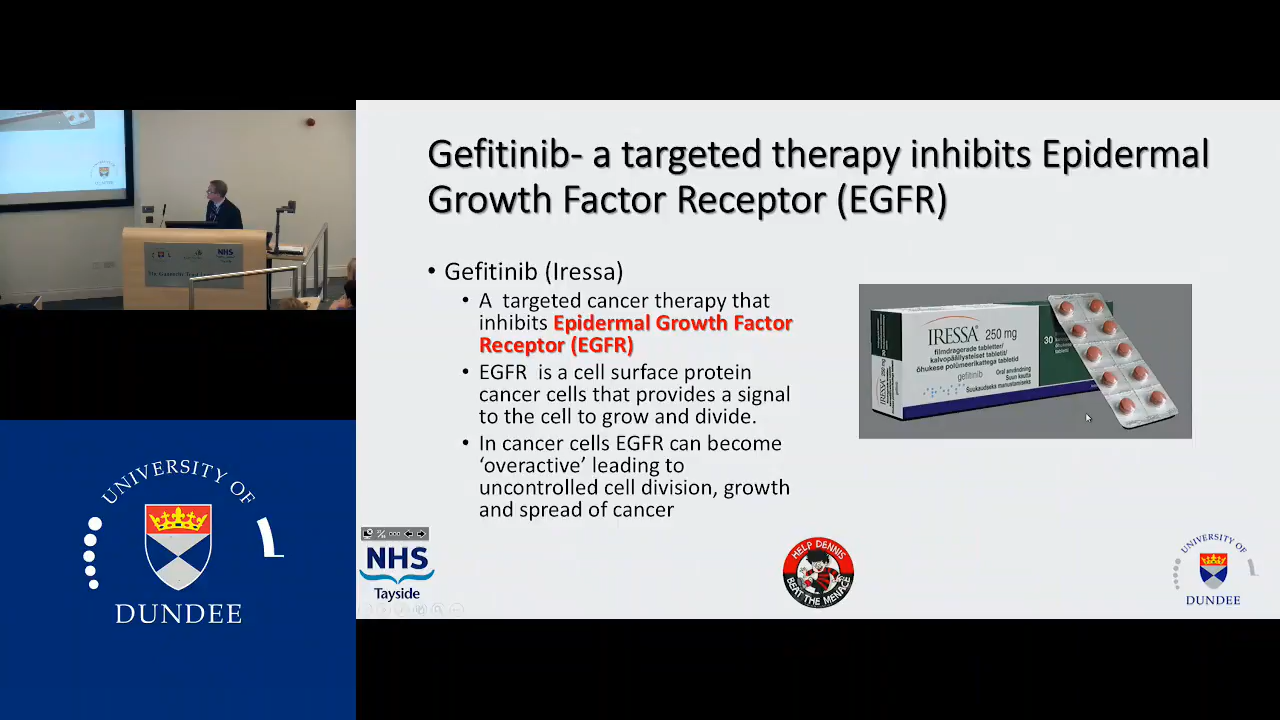 Gefitinib- a targeted therapy inhibits Epidermal
Growth Factor Receptor (EGFR)
• Gefitinib (Iressa)
• A  targeted cancer therapy that
inhibits Epidermal Growth Factor
Receptor (EGFR)
• EGFR  is a cell surface protein
cancer cells that provides a signal
to the cell to grow and divide.
• In cancer cells EGFR can become
‘overactive’ leading to
uncontrolled cell division, growth
and spread of cancer
IRESSA® 250 mg
filmdragerade tabletter/
kalvopäällysteiset tabletit/
õhukese polümeerikattega tabletid
gefitinib
Oral användning
Suun kautta
Suukaudseks manustamiseks
30
IRESSA® 250 mg
NHS
Tayside
HELP DENNIS
BEAT THE MENACE
UNIVERSITY OF
DUNDEE
UNIVERSITY OF
DUNDEE
NHS